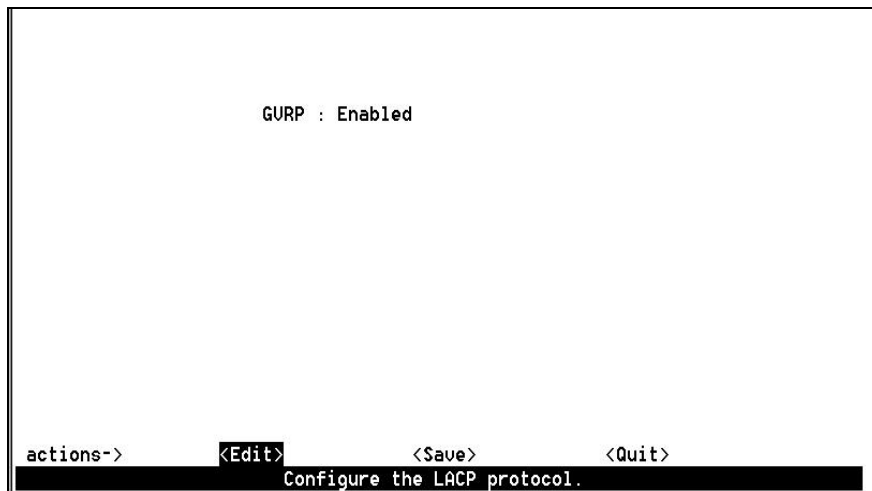 GVRP : Enabled
actions-> <Edit> <Save> <Quit>
Configure the LACP protocol.